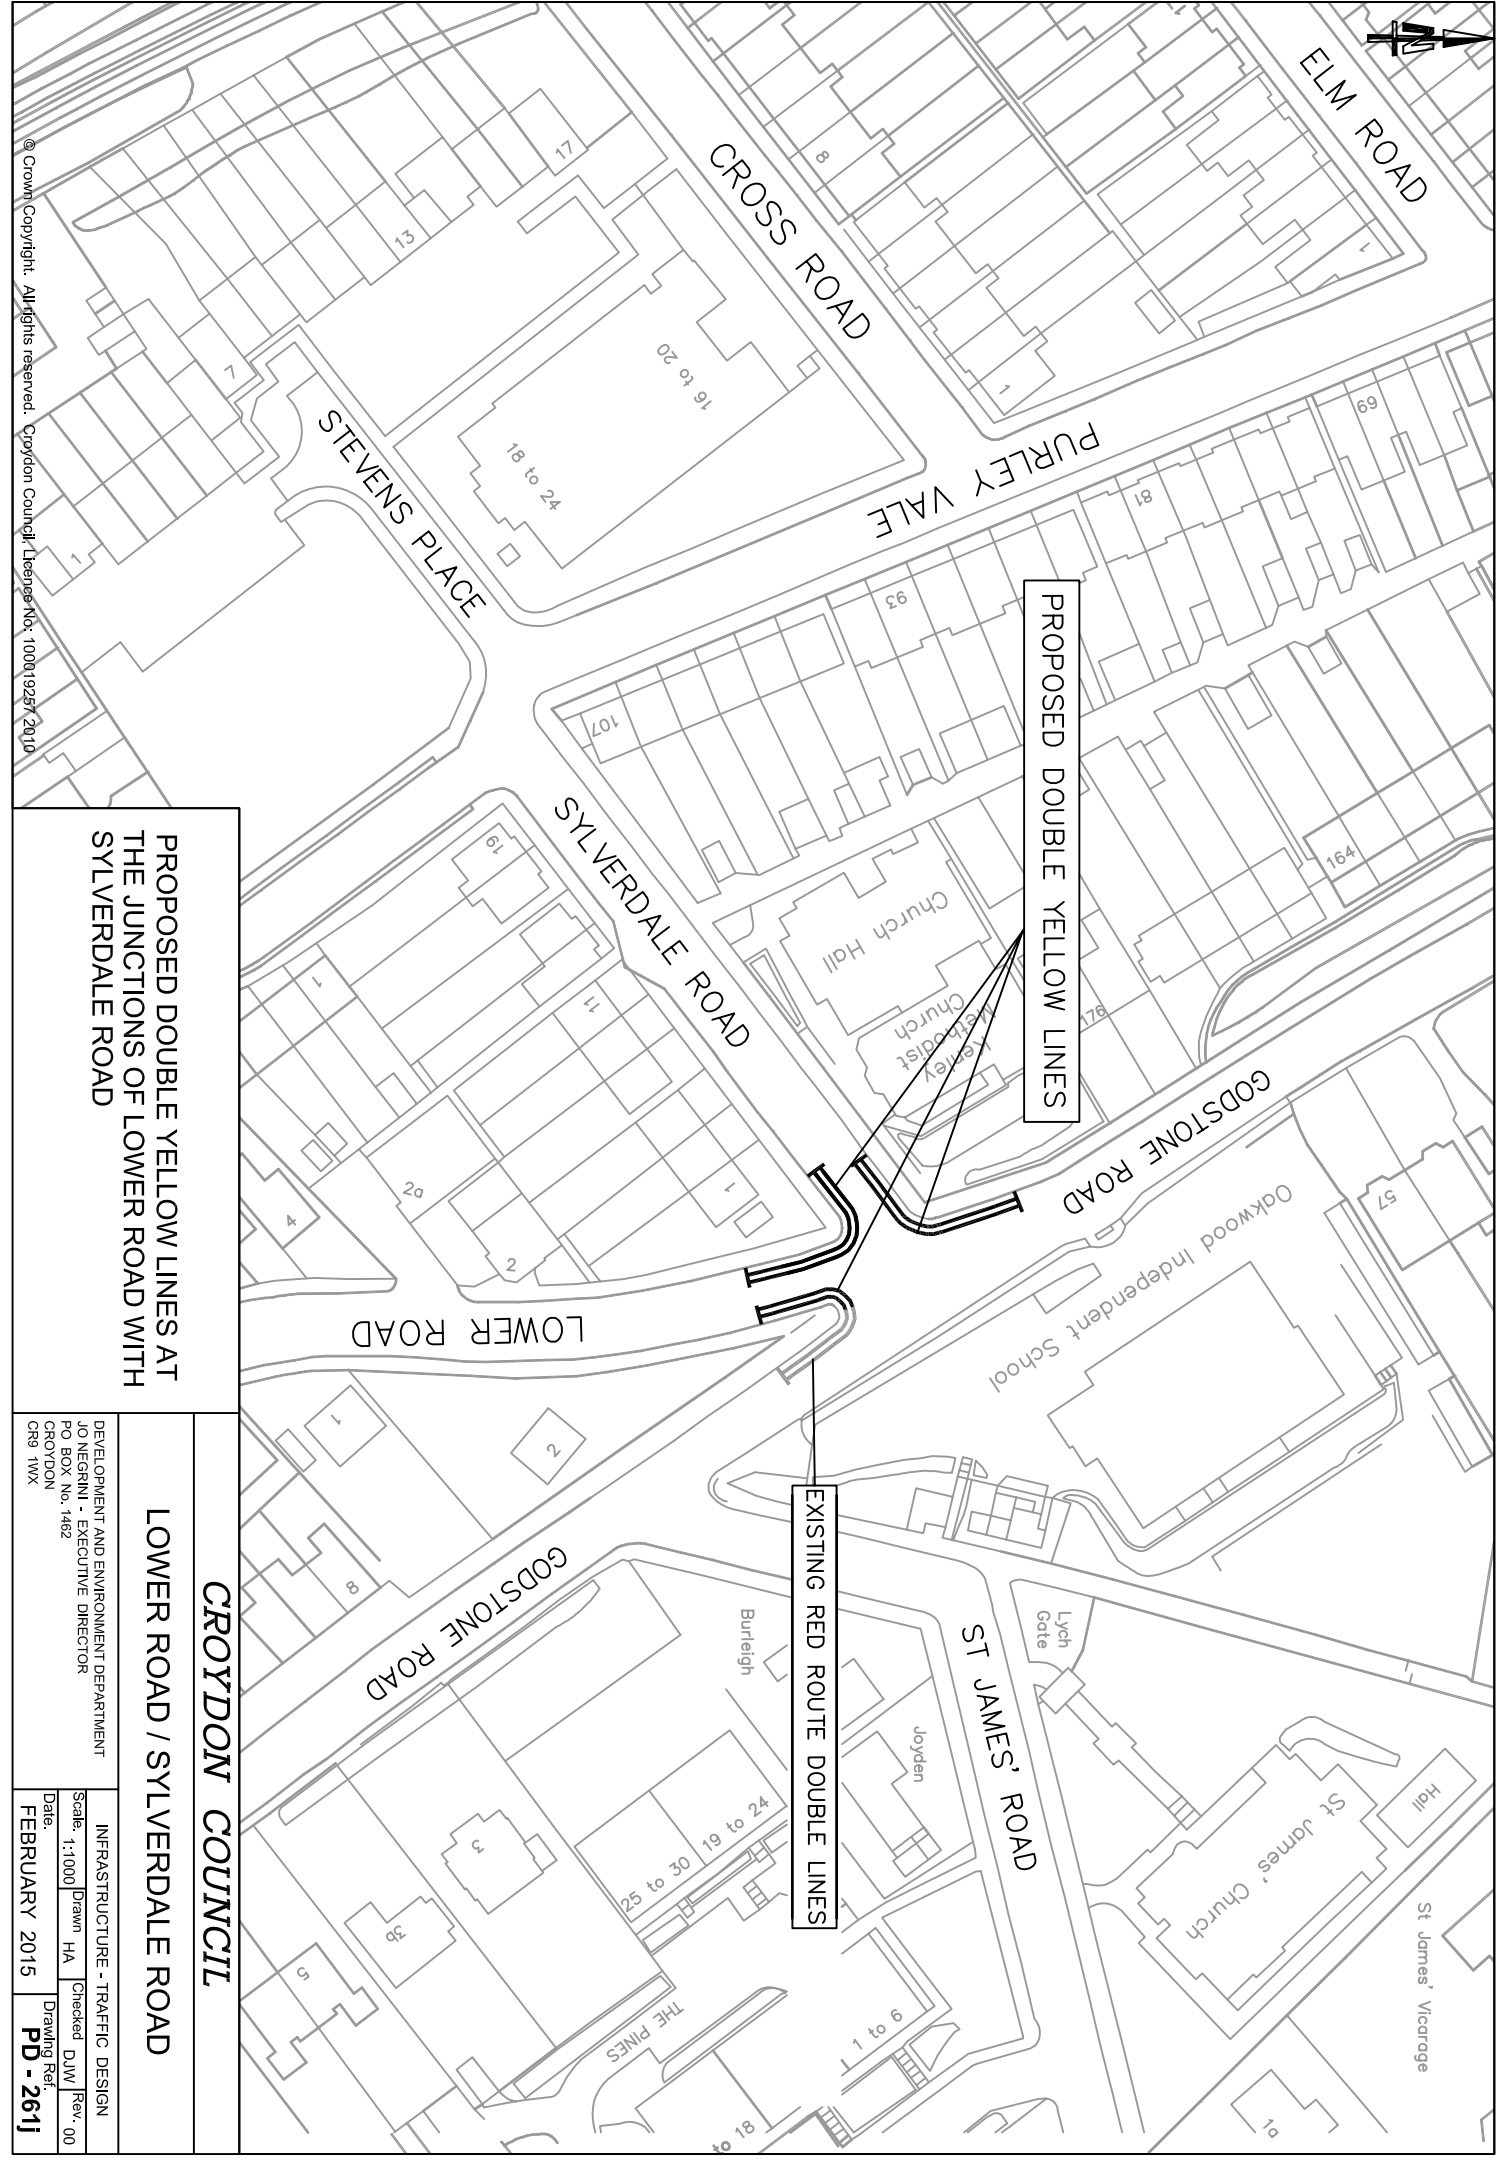 N
ELM ROAD
CROSS ROAD
PURLEY VALE
STEVENS PLACE
SYLVERDALE ROAD
GODSTONE ROAD
LOWER ROAD
GODSTONE ROAD
ST JAMES' ROAD
THE PINES
PROPOSED DOUBLE YELLOW LINES
EXISTING RED ROUTE DOUBLE LINES
17
13
7
1
8
1
1
1
16 to 20
18 to 24
69
81
93
107
164
176
Church Hall
Kenley
Methodist
Church
Oakwood Independent School
57
19
11
1
1
2a
2
4
1
2
8
Burleigh
Joyden
Lych
Gate
St James' Church
Hall
St James' Vicarage
1a
19 to 24
25 to 30
3
3b
5
1 to 6
to 18
© Crown Copyright. All rights reserved. Croydon Council, Licence No: 100019257 2010
PROPOSED DOUBLE YELLOW LINES AT
THE JUNCTIONS OF LOWER ROAD WITH
SYLVERDALE ROAD
CROYDON COUNCIL
LOWER ROAD / SYLVERDALE ROAD
DEVELOPMENT AND ENVIRONMENT DEPARTMENT
JO NEGRINI - EXECUTIVE DIRECTOR
PO BOX No. 1462
CROYDON
CR9 1WX
INFRASTRUCTURE - TRAFFIC DESIGN
Scale. 1:1000 Drawn HA Checked DJW Rev. 00
Date. FEBRUARY 2015
Drawing Ref. PD - 261j